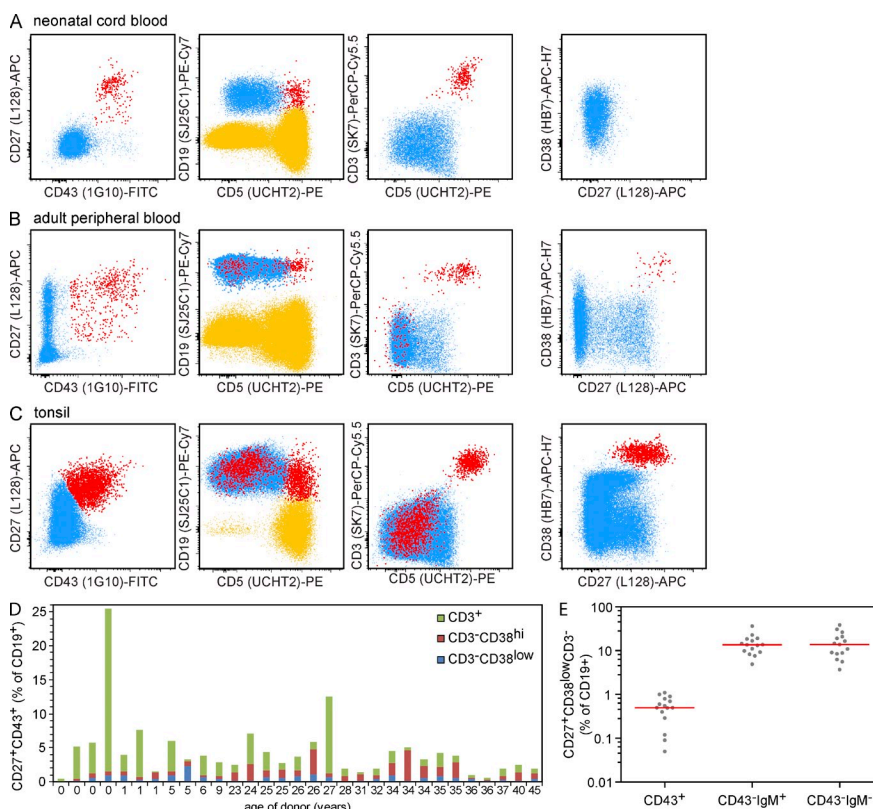 A neonatal cord blood
CD27 (L128)-APC
CD43 (1G10)-FITC
CD19 (SJ25C1)-PE-Cy7
CD5 (UCHT2)-PE
CD3 (SK7)-PerCP-Cy5.5
CD5 (UCHT2)-PE
CD38 (HB7)-APC-H7
CD27 (L128)-APC
B adult peripheral blood
CD27 (L128)-APC
CD43 (1G10)-FITC
CD19 (SJ25C1)-PE-Cy7
CD5 (UCHT2)-PE
CD3 (SK7)-PerCP-Cy5.5
CD5 (UCHT2)-PE
CD38 (HB7)-APC-H7
CD27 (L128)-APC
C tonsil
CD27 (L128)-APC
CD43 (1G10)-FITC
CD19 (SJ25C1)-PE-Cy7
CD5 (UCHT2)-PE
CD3 (SK7)-PerCP-Cy5.5
CD5 (UCHT2)-PE
CD38 (HB7)-APC-H7
CD27 (L128)-APC
D
CD27+CD43+ (% of CD19+)
25
20
15
10
5
0
CD3+
CD3-CD38hi
CD3-CD38low
0 0 0 0 1 1 1 5 5 6 9 23 24 25 25 26 26 27 28 31 32 34 34 34 35 35 36 36 37 40 45
age of donor (years)
E
CD27+CD38lowCD3-
(% of CD19+)
100
10
1
0.1
0.01
CD43+ CD43-IgM+ CD43-IgM-